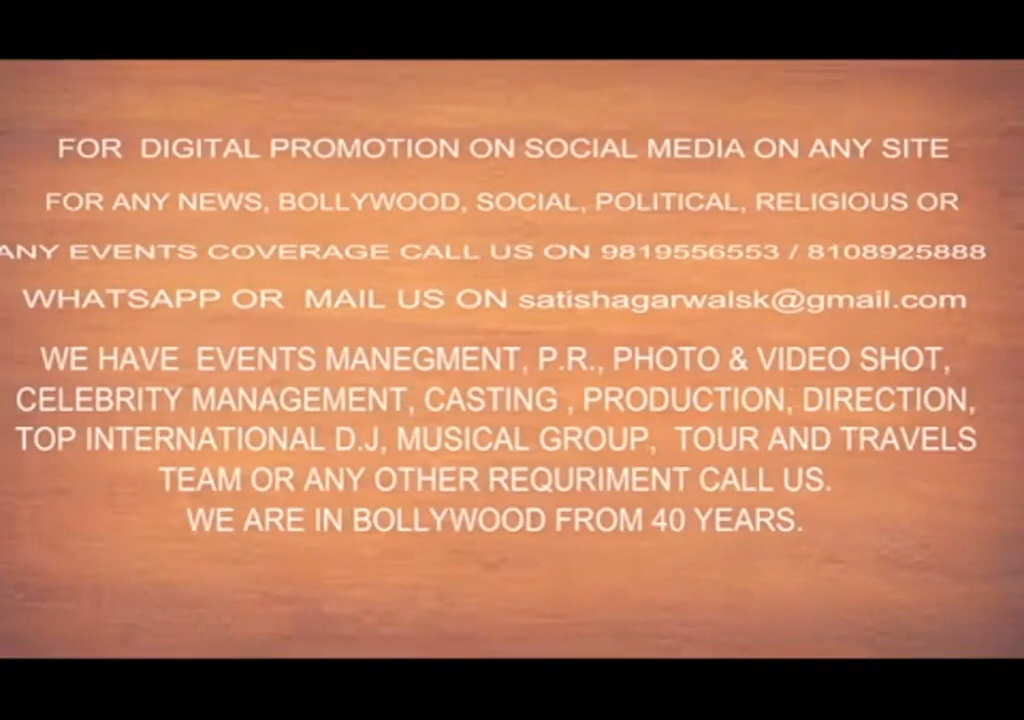 FOR DIGITAL PROMOTION ON SOCIAL MEDIA ON ANY SITE
FOR ANY NEWS, BOLLYWOOD, SOCIAL, POLITICAL, RELIGIOUS OR
ANY EVENTS COVERAGE CALL US ON 9819556553 / 8108925888
WHATSAPP OR MAIL US ON satishagarwalsk@gmail.com
WE HAVE EVENTS MANEGMENT, P.R., PHOTO & VIDEO SHOT,
CELEBRITY MANAGEMENT, CASTING , PRODUCTION, DIRECTION,
TOP INTERNATIONAL D.J, MUSICAL GROUP, TOUR AND TRAVELS
TEAM OR ANY OTHER REQURIMENT CALL US.
WE ARE IN BOLLYWOOD FROM 40 YEARS.